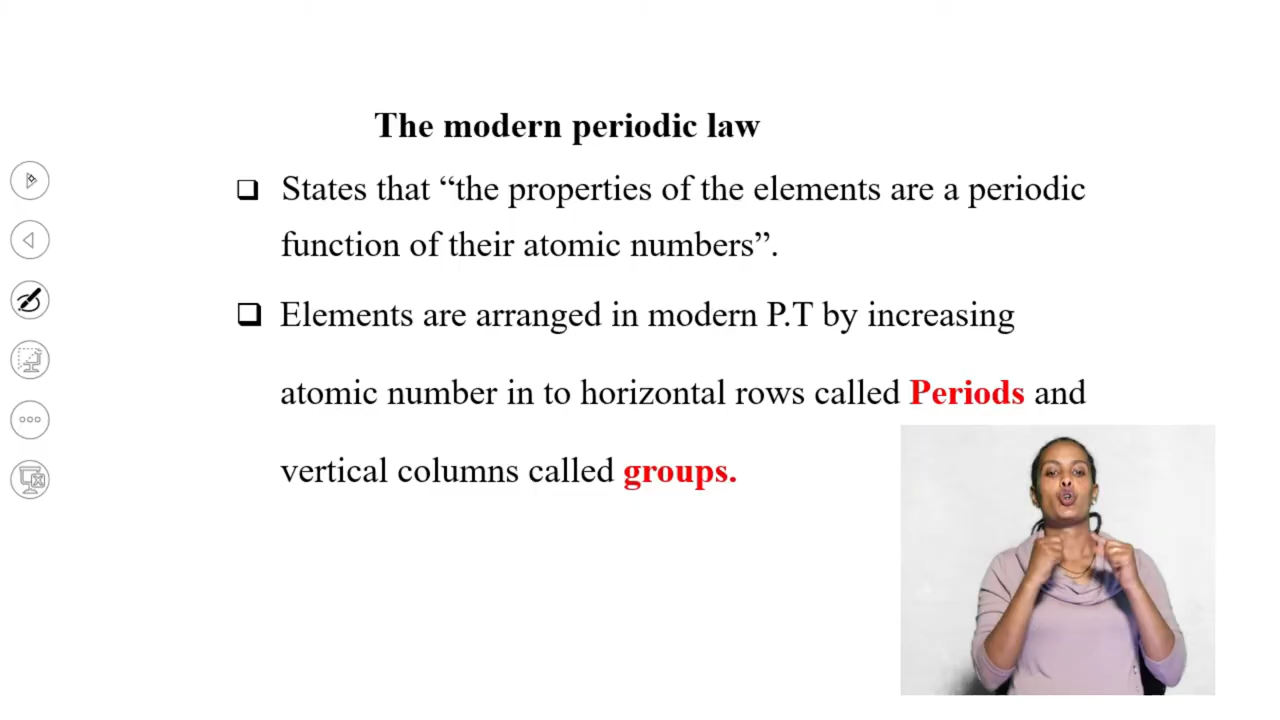 The modern periodic law
❑ States that “the properties of the elements are a periodic
function of their atomic numbers”.
❑ Elements are arranged in modern P.T by increasing
atomic number in to horizontal rows called Periods and
vertical columns called groups.